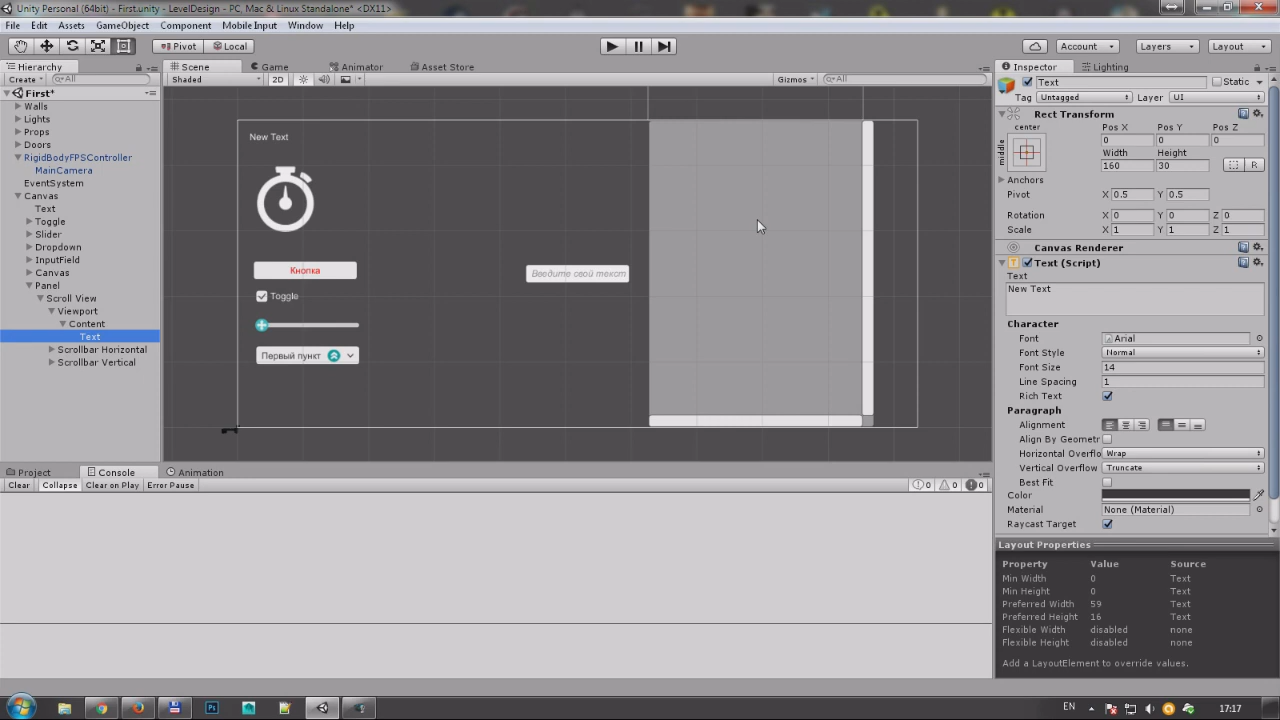 Unity Personal (64bit) - First.unity - LevelDesign - PC, Mac & Linux Standalone* <DX11>
File Edit Assets GameObject Component Mobile Input Window Help
Pivot Local Account Layers Layout
Hierarchy
Create All
First*
Walls
Lights
Props
Doors
RigidBodyFPSController
MainCamera
EventSystem
Canvas
Text
Toggle
Slider
Dropdown
InputField
Canvas
Panel
Scroll View
Viewport
Content
Text
Scrollbar Horizontal
Scrollbar Vertical
Scene Game Animator Asset Store
Shaded 2D Gizmos All
New Text
Кнопка
Введите свой текст
Toggle
Первый пункт
Project Console Animation
Clear Collapse Clear on Play Error Pause 0 0 0
Inspector Lighting
Text Static
Tag Untagged Layer UI
Rect Transform
center Pos X Pos Y Pos Z
middle 0 0 0
Width Height
160 30 R
Anchors
Pivot X 0.5 Y 0.5
Rotation X 0 Y 0 Z 0
Scale X 1 Y 1 Z 1
Canvas Renderer
Text (Script)
Text
New Text
Character
Font Arial
Font Style Normal
Font Size 14
Line Spacing 1
Rich Text
Paragraph
Alignment
Align By Geometr
Horizontal Overflo Wrap
Vertical Overflow Truncate
Best Fit
Color
Material None (Material)
Raycast Target
Layout Properties
Property Value Source
Min Width 0 Text
Min Height 0 Text
Preferred Width 59 Text
Preferred Height 16 Text
Flexible Width disabled none
Flexible Height disabled none
Add a LayoutElement to override values.
EN 17:17